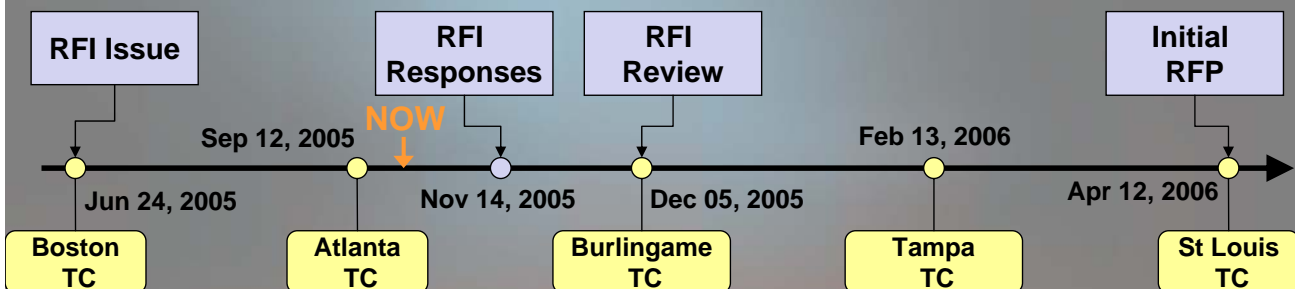 RFI Issue
RFI
Responses
RFI
Review
Initial
RFP
NOW
Sep 12, 2005
Feb 13, 2006
Jun 24, 2005
Nov 14, 2005
Dec 05, 2005
Apr 12, 2006
Boston
TC
Atlanta
TC
Burlingame
TC
Tampa
TC
St Louis
TC